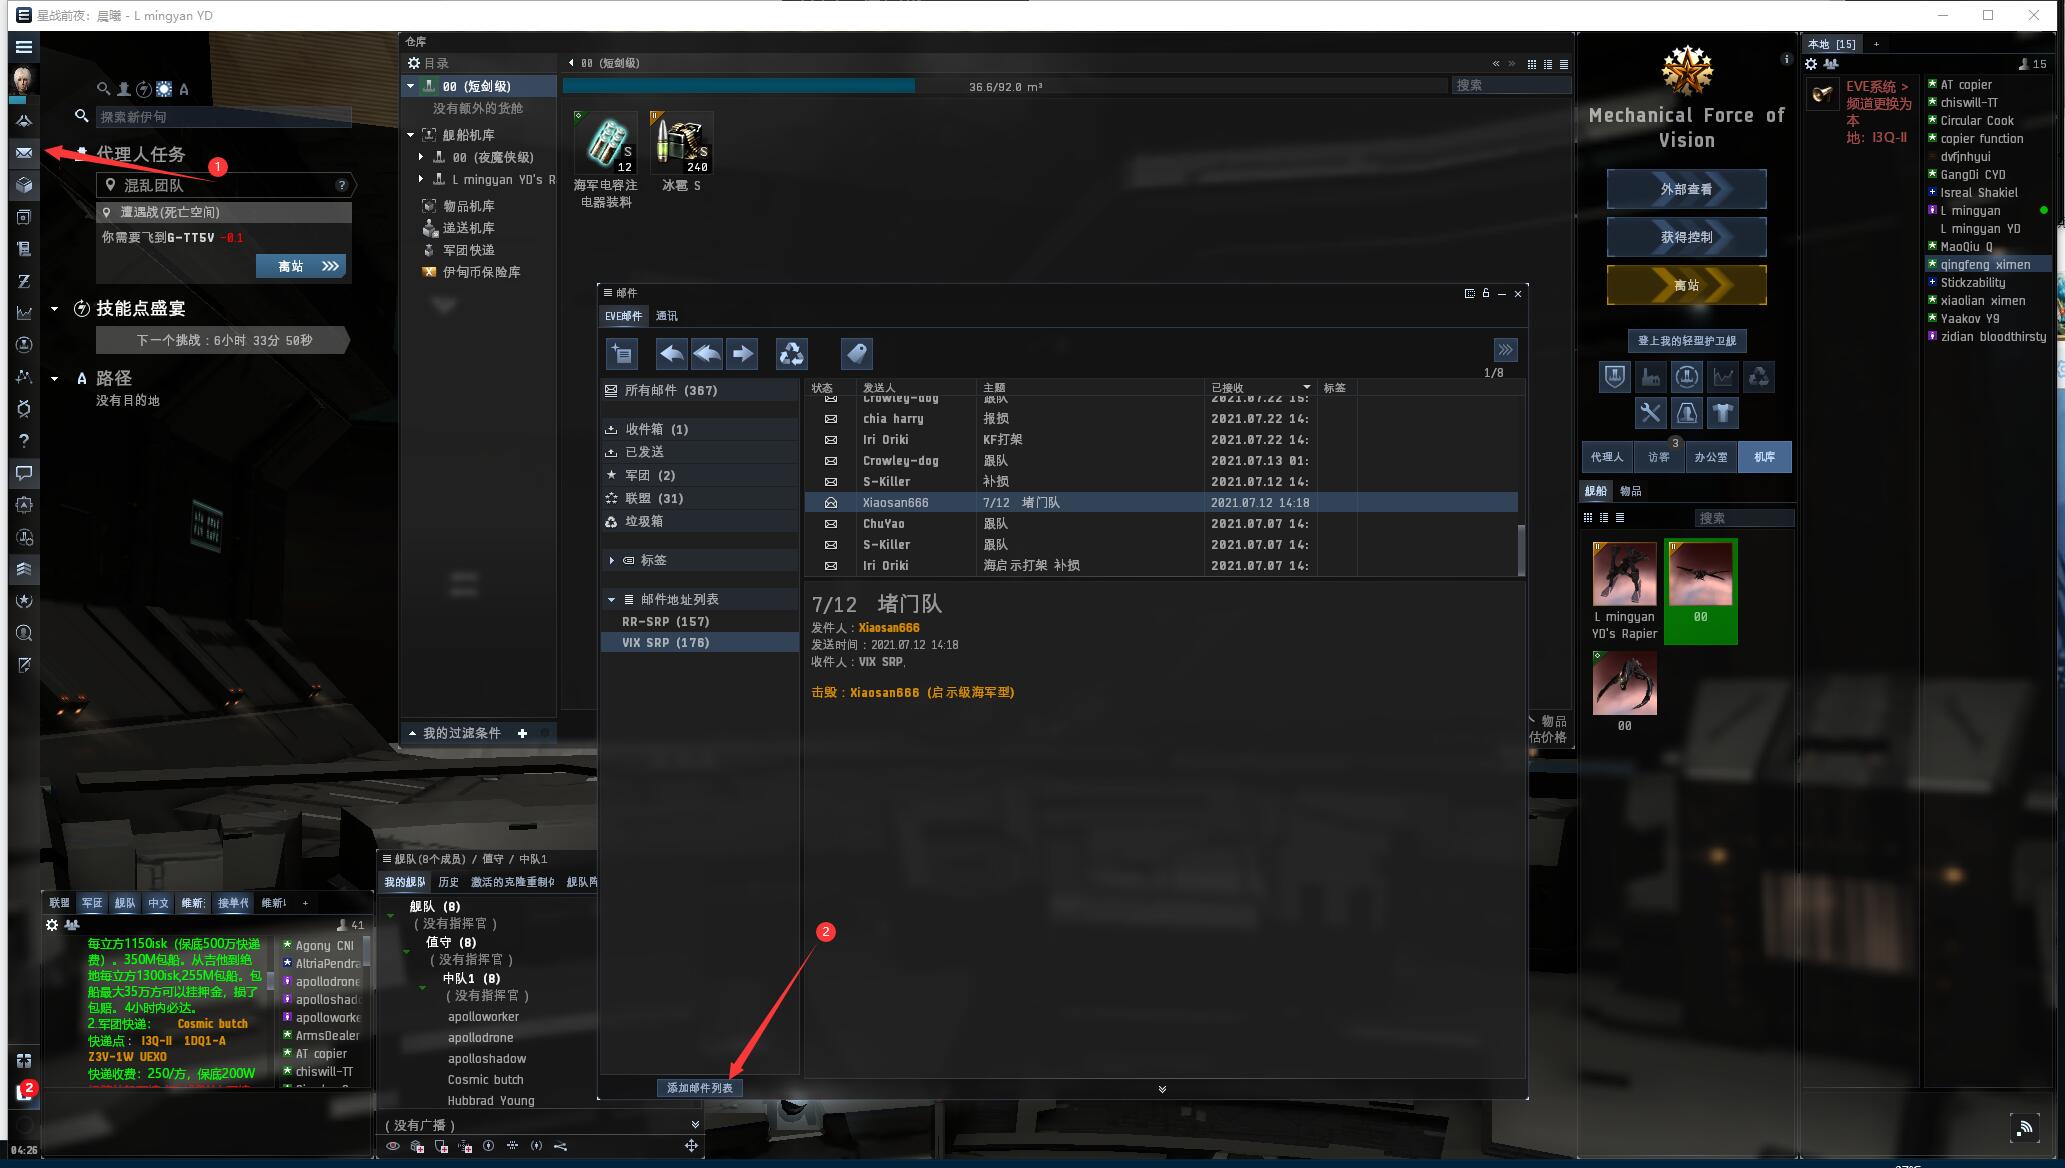 星战前夜：晨曦 - L mingyan YD
探索新伊甸
代理人任务
1
混乱团队
?
遭遇战(死亡空间)
你需要飞到G-TT5V -0.1
离站
技能点盛宴
下一个挑战：6小时 33分 50秒
A 路径
没有目的地
仓库
目录
00 (短剑级)
没有额外的货舱
舰船机库
00 (夜魔侠级)
L mingyan YD's R
物品机库
递送机库
军团快递
伊甸币保险库
我的过滤条件
00 (短剑级)
36.6/92.0 m³
搜索
S
12
海军电容注
电器装料
S
240
冰雹 S
物品
估价格
邮件
EVE邮件 通讯
1/8
所有邮件 (367)
收件箱 (1)
已发送
军团 (2)
联盟 (31)
垃圾箱
标签
邮件地址列表
RR-SRP (157)
VIX SRP (176)
状态 发送人 主题 已接收 标签
Crowley-dog 跟队 2021.07.22 15:
chia harry 报损 2021.07.22 14:
Iri Oriki KF打架 2021.07.22 14:
Crowley-dog 跟队 2021.07.13 01:
S-Killer 补损 2021.07.12 14:
Xiaosan666 7/12 堵门队 2021.07.12 14:18
ChuYao 跟队 2021.07.07 14:
S-Killer 跟队 2021.07.07 14:
Iri Oriki 海启示打架 补损 2021.07.07 14:
7/12 堵门队
发件人：Xiaosan666
发送时间：2021.07.12 14:18
收件人：VIX SRP,
击毁：Xiaosan666 (启示级海军型)
2
添加邮件列表
Mechanical Force of
Vision
外部查看
获得控制
离站
登上我的轻型护卫舰
3
代理人 访客 办公室 机库
舰船 物品
搜索
L mingyan
YD's Rapier
00
00
本地 [15]
15
EVE系统 >
频道更换为
本
地：I3Q-II
AT copier
chiswill-TT
Circular Cook
copier function
dvfjnhyui
GangDi CYD
Isreal Shakiel
L mingyan
L mingyan YD
MaoQiu Q
qingfeng ximen
Stickzability
xiaolian ximen
Yaakov Y9
zidian bloodthirsty
联盟 军团 舰队 中文 接单代
41
每立方1150isk（保底500万快递
费）。350M包船。从吉他到绝
地每立方1300isk,255M包船。包
船最大35万方可以挂押金，损了
包赔。4小时内必达。
2.军团快递： Cosmic butch
快递点： I3Q-II 1DQ1-A
Z3V-1W UEXO
快递收费：250/方，保底200W
Agony CNI
AltriaPendra
apollodrone
apolloshado
apolloworke
ArmsDealer
AT copier
chiswill-TT
舰队(8个成员) / 值守 / 中队1
我的舰队 历史 激活的克隆重制 舰队阵
舰队 (8)
( 没有指挥官 )
值守 (8)
( 没有指挥官 )
中队1 (8)
( 没有指挥官 )
apolloworker
apollodrone
apolloshadow
Cosmic butch
Hubbrad Young
( 没有广播 )
2
04:26